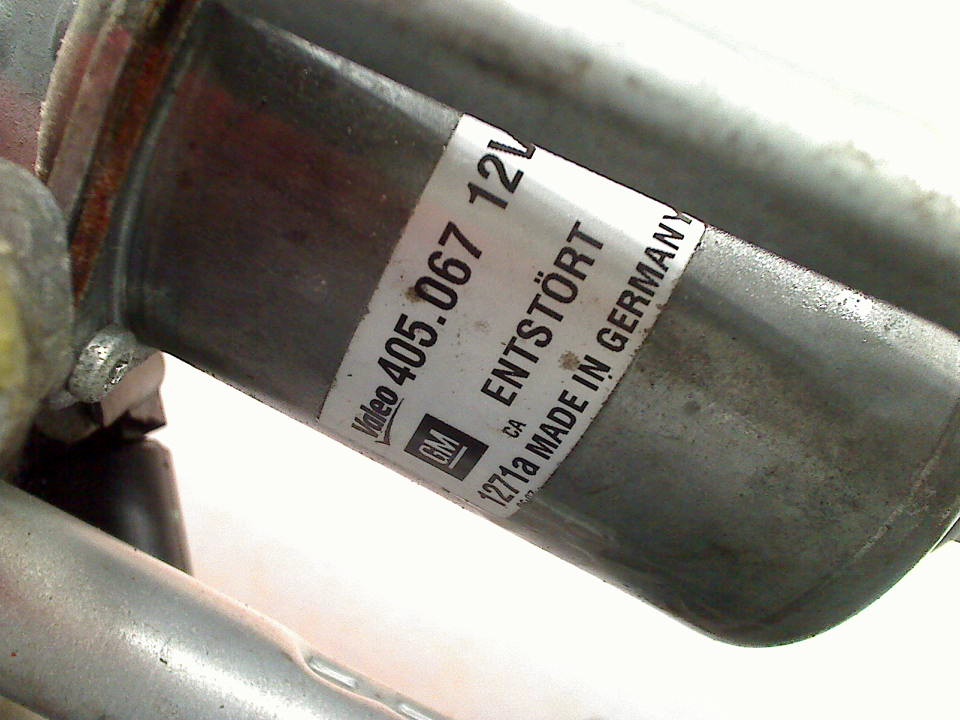 Valeo 405.067 12V
GM CA ENTSTÖRT
1271a MADE IN GERMANY